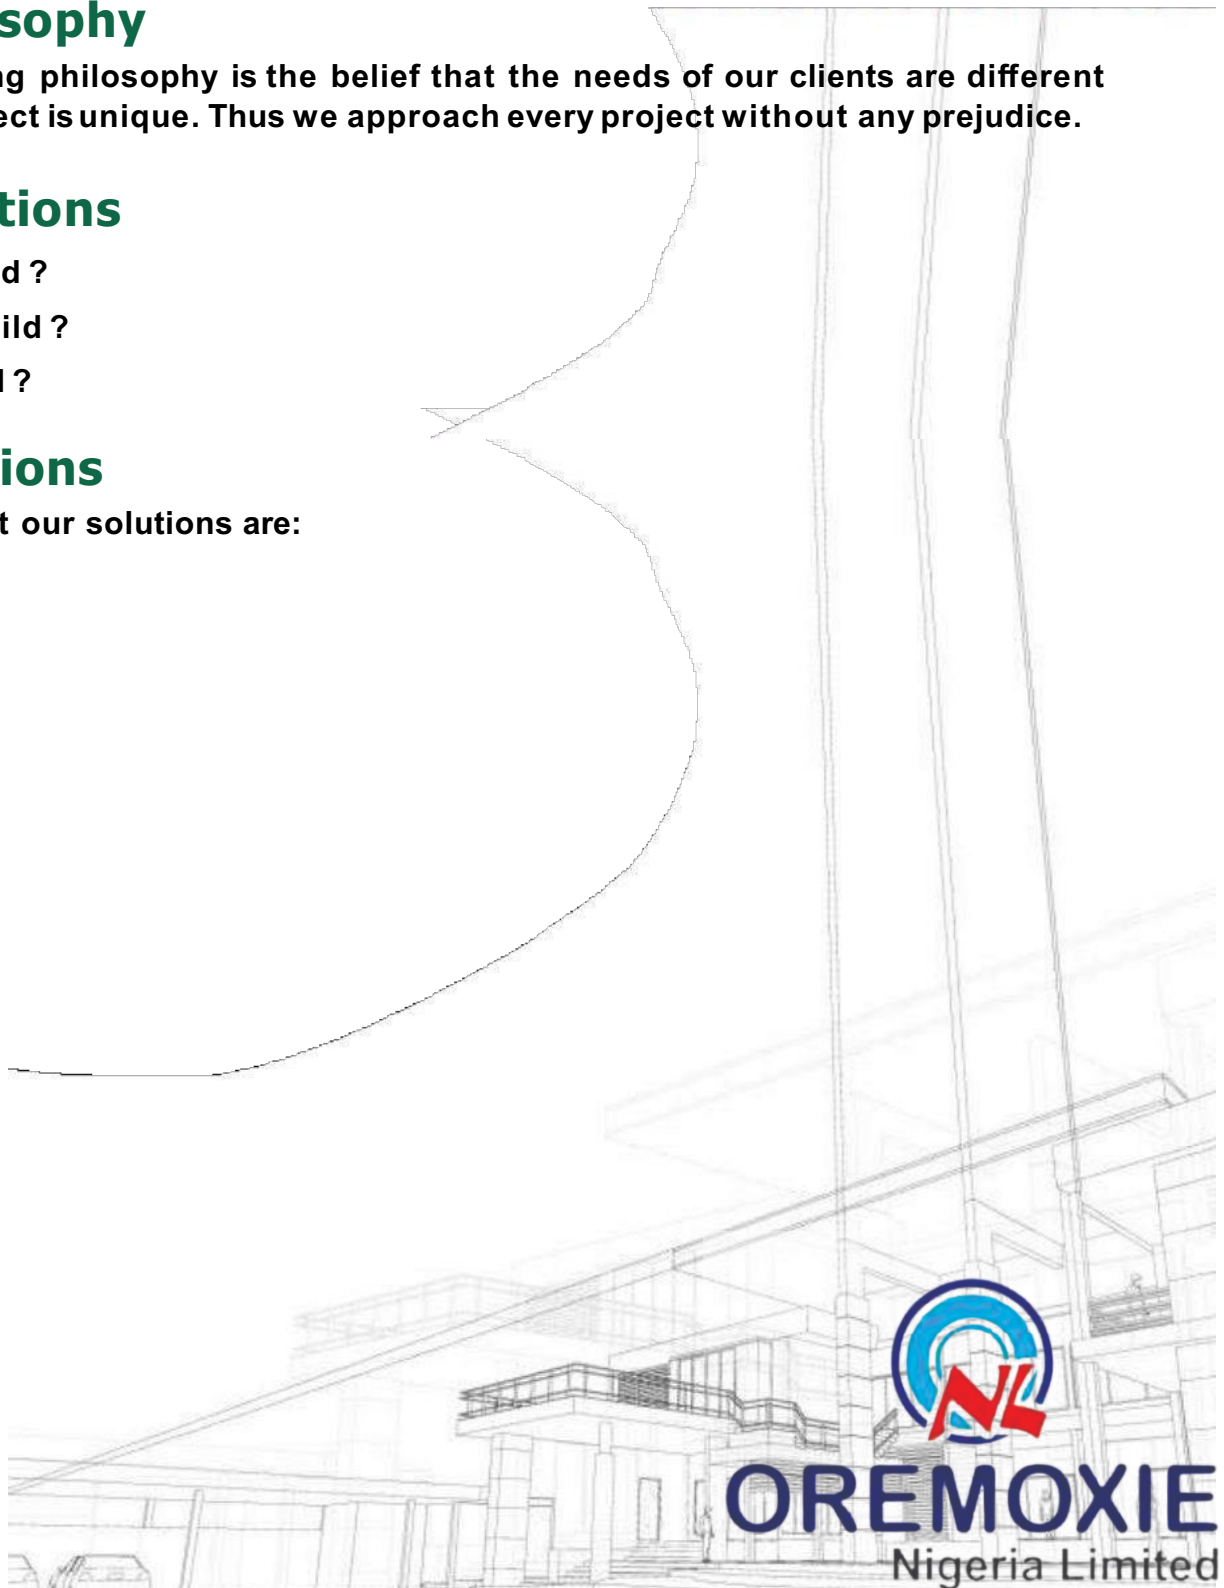 sophy
ng philosophy is the belief that the needs of our clients are different
ect is unique. Thus we approach every project without any prejudice.
tions
d ?
ild ?
l ?
ions
t our solutions are:
NL
OREMOXIE
Nigeria Limited